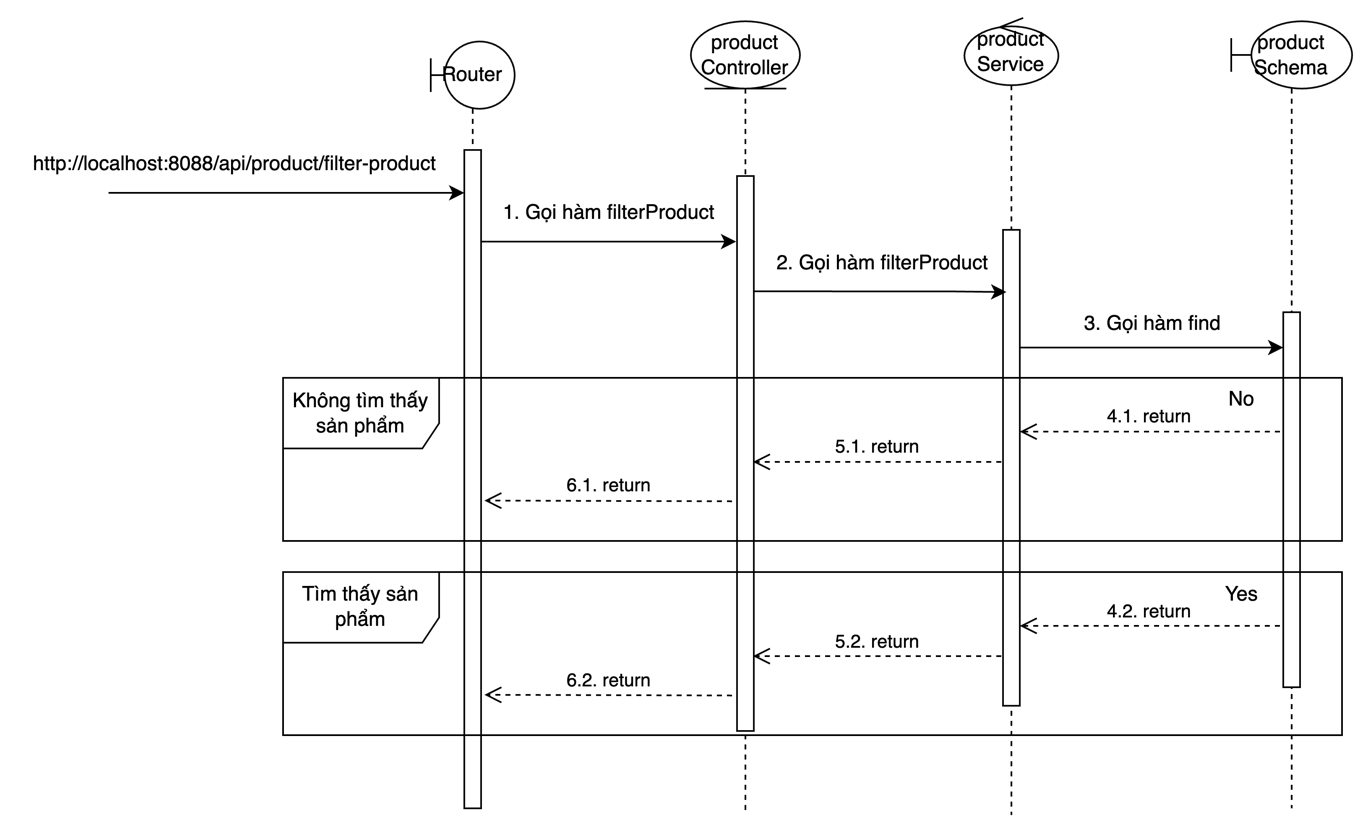 Router
product
Controller
product
Service
product
Schema
http://localhost:8088/api/product/filter-product
1. Gọi hàm filterProduct
2. Gọi hàm filterProduct
3. Gọi hàm find
Không tìm thấy
sản phẩm
No
4.1. return
5.1. return
6.1. return
Tìm thấy sản
phẩm
Yes
4.2. return
5.2. return
6.2. return